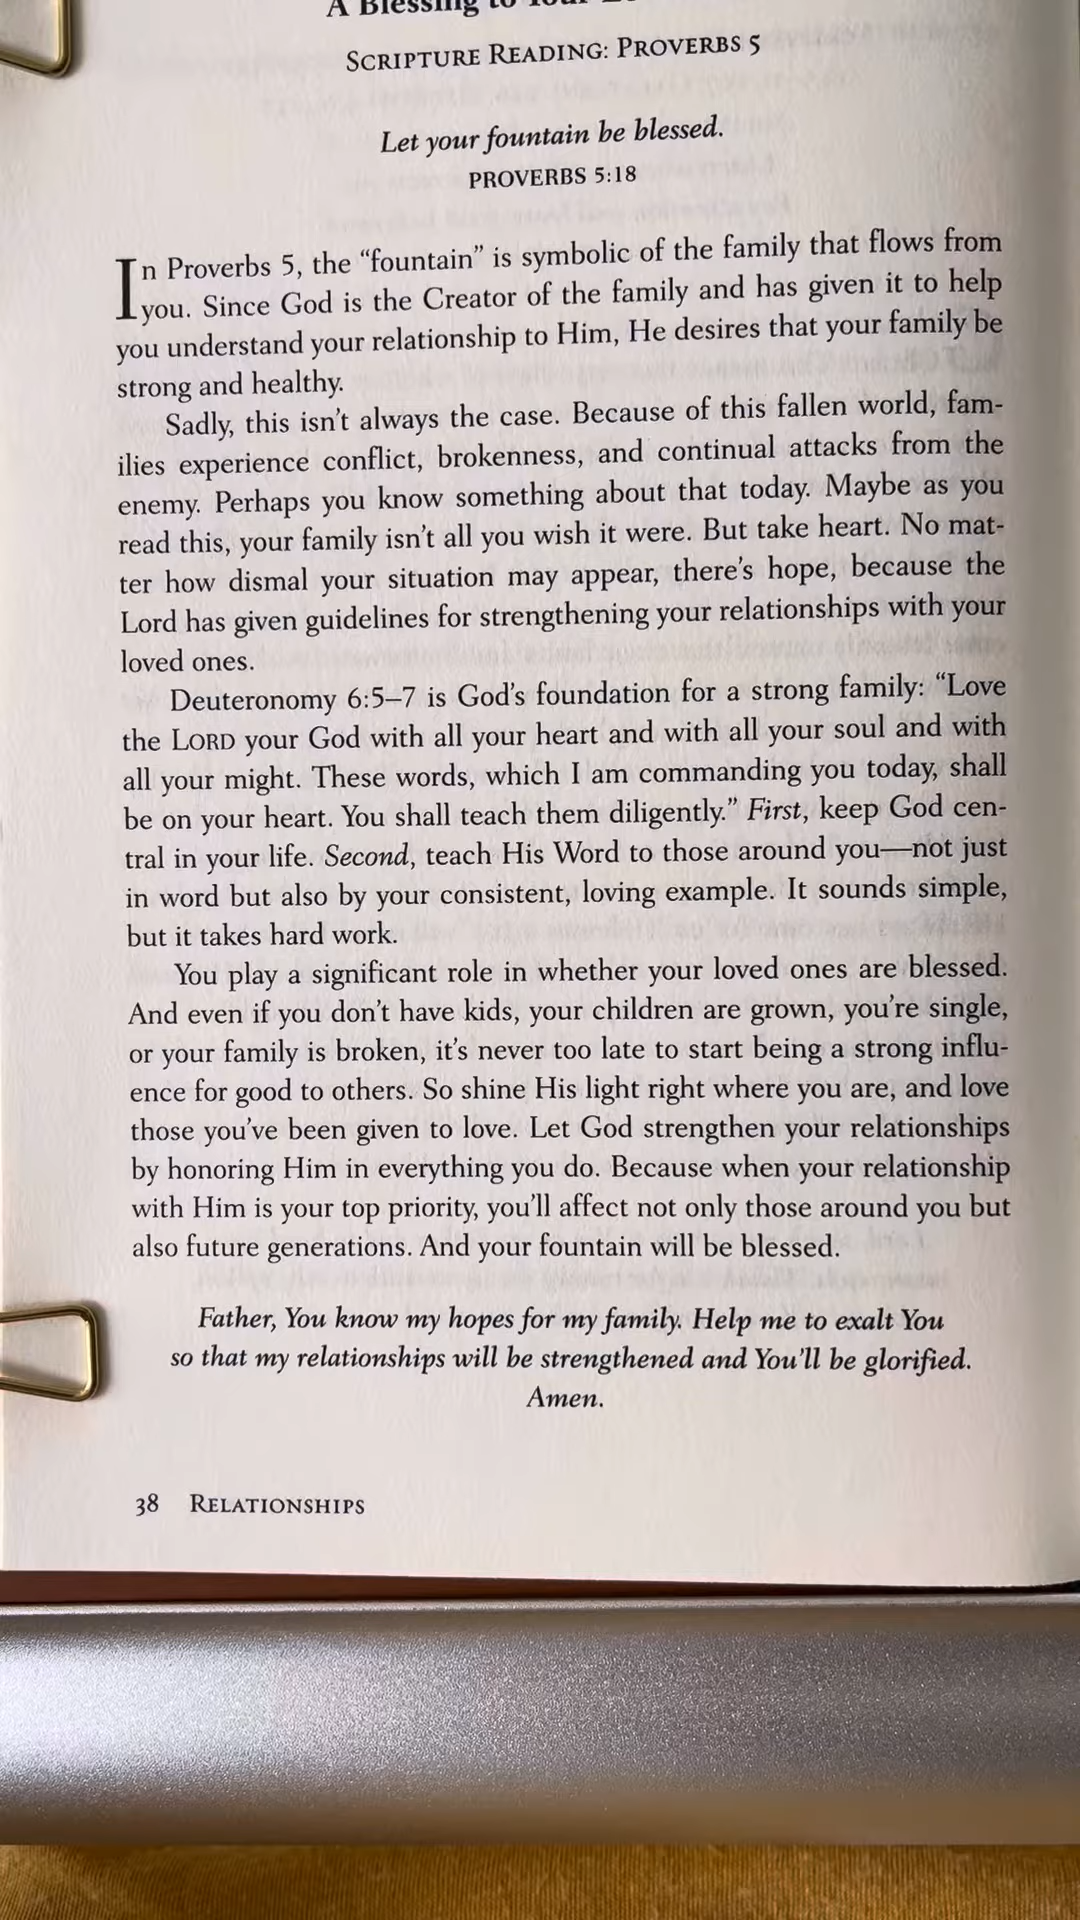 A Blessing to Your
SCRIPTURE READING: PROVERBS 5
Let your fountain be blessed.
PROVERBS 5:18
In Proverbs 5, the “fountain” is symbolic of the family that flows from
you. Since God is the Creator of the family and has given it to help
you understand your relationship to Him, He desires that your family be
strong and healthy.
Sadly, this isn’t always the case. Because of this fallen world, fam-
ilies experience conflict, brokenness, and continual attacks from the
enemy. Perhaps you know something about that today. Maybe as you
read this, your family isn’t all you wish it were. But take heart. No mat-
ter how dismal your situation may appear, there’s hope, because the
Lord has given guidelines for strengthening your relationships with your
loved ones.
Deuteronomy 6:5–7 is God’s foundation for a strong family: “Love
the LORD your God with all your heart and with all your soul and with
all your might. These words, which I am commanding you today, shall
be on your heart. You shall teach them diligently.” First, keep God cen-
tral in your life. Second, teach His Word to those around you—not just
in word but also by your consistent, loving example. It sounds simple,
but it takes hard work.
You play a significant role in whether your loved ones are blessed.
And even if you don’t have kids, your children are grown, you’re single,
or your family is broken, it’s never too late to start being a strong influ-
ence for good to others. So shine His light right where you are, and love
those you’ve been given to love. Let God strengthen your relationships
by honoring Him in everything you do. Because when your relationship
with Him is your top priority, you’ll affect not only those around you but
also future generations. And your fountain will be blessed.
Father, You know my hopes for my family. Help me to exalt You
so that my relationships will be strengthened and You’ll be glorified.
Amen.
38 RELATIONSHIPS